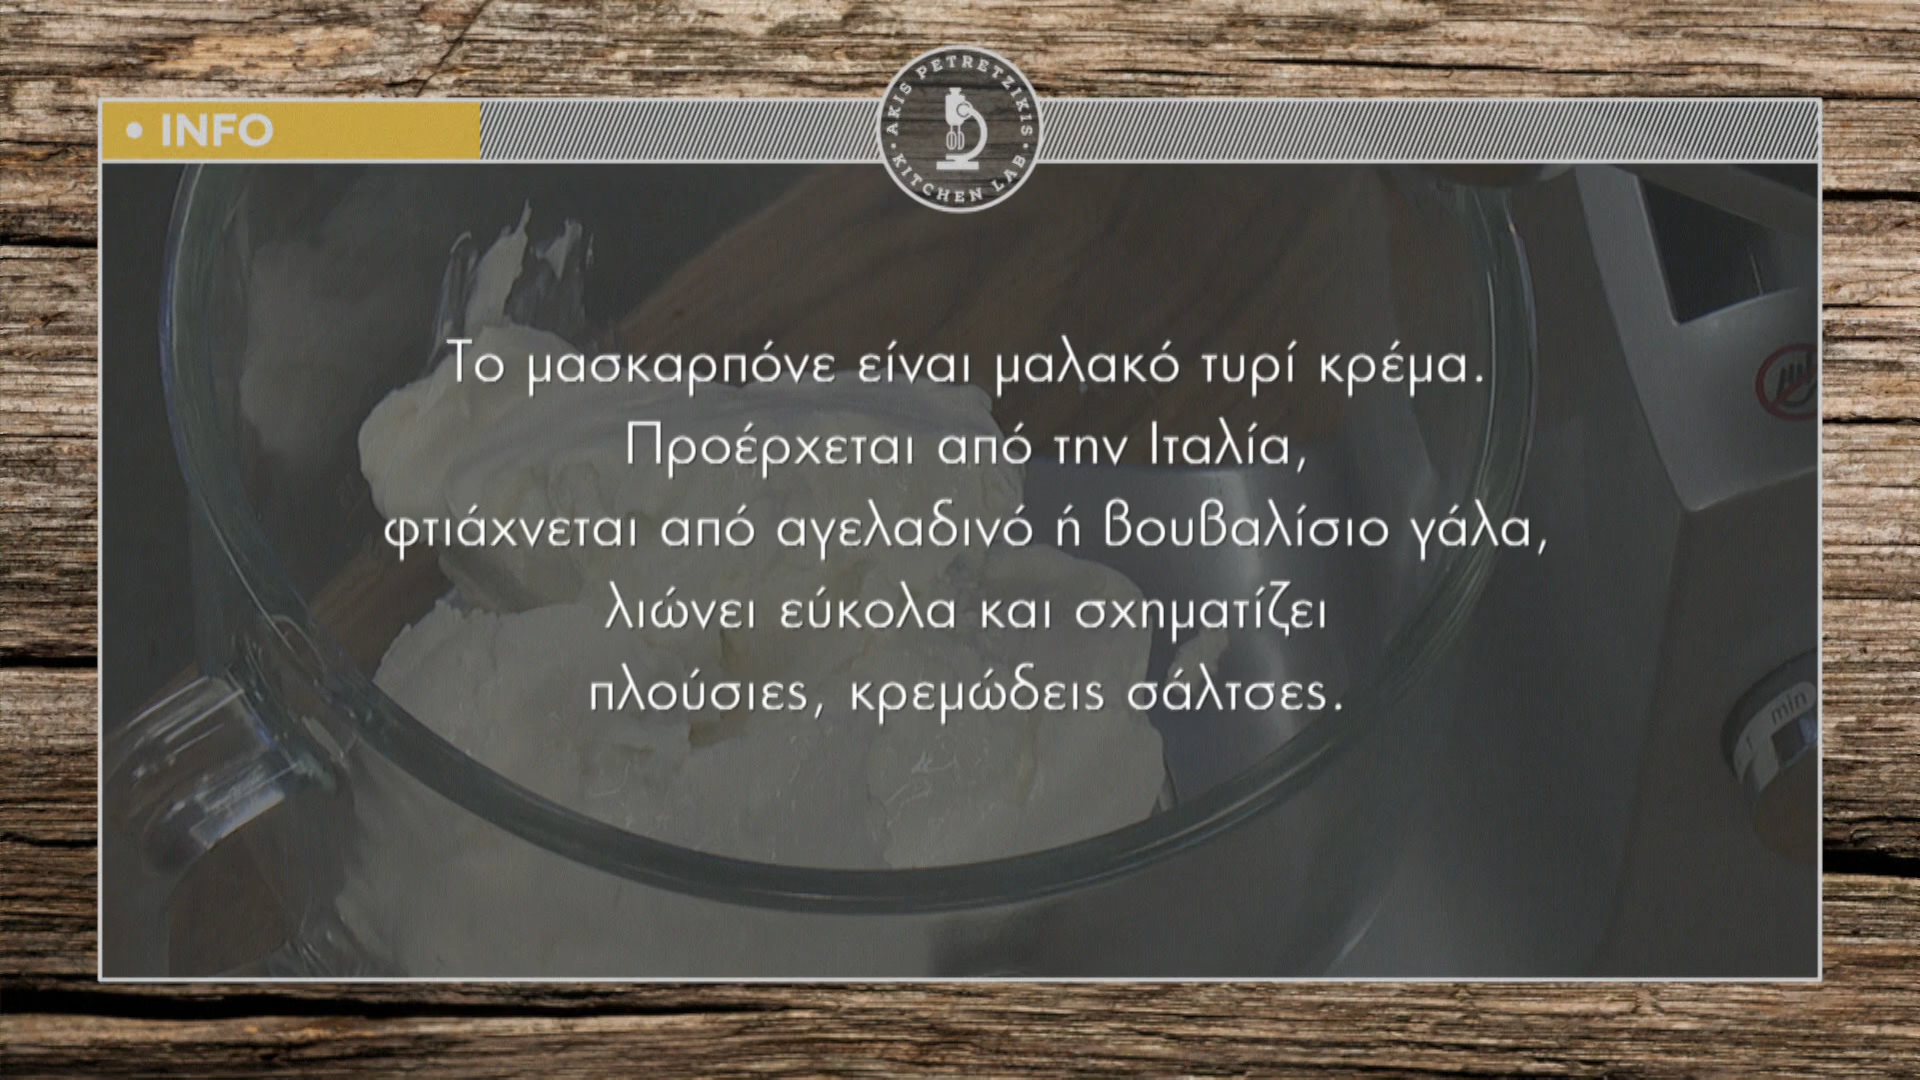 AKIS PETRETZIKIS
• KITCHEN LAB •
• INFO
Το μασκαρπόνε είναι μαλακό τυρί κρέμα.
Προέρχεται από την Ιταλία,
φτιάχνεται από αγελαδινό ή βουβαλίσιο γάλα,
λιώνει εύκολα και σχηματίζει
πλούσιες, κρεμώδεις σάλτσες.
min